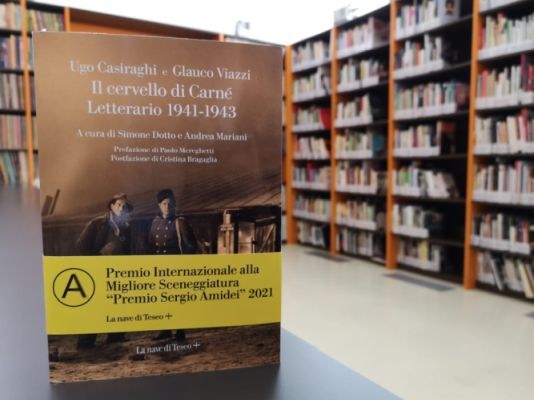 Ugo Casiraghi e Glauco Viazzi
Il cervello di Carné
Letterario 1941-1943
A cura di Simone Dotto e Andrea Mariani
Prefazione di Paolo Mereghetti
Postfazione di Cristina Bragaglia
A
Premio Internazionale alla
Migliore Sceneggiatura
“Premio Sergio Amidei” 2021
La nave di Teseo +
La nave di Teseo +